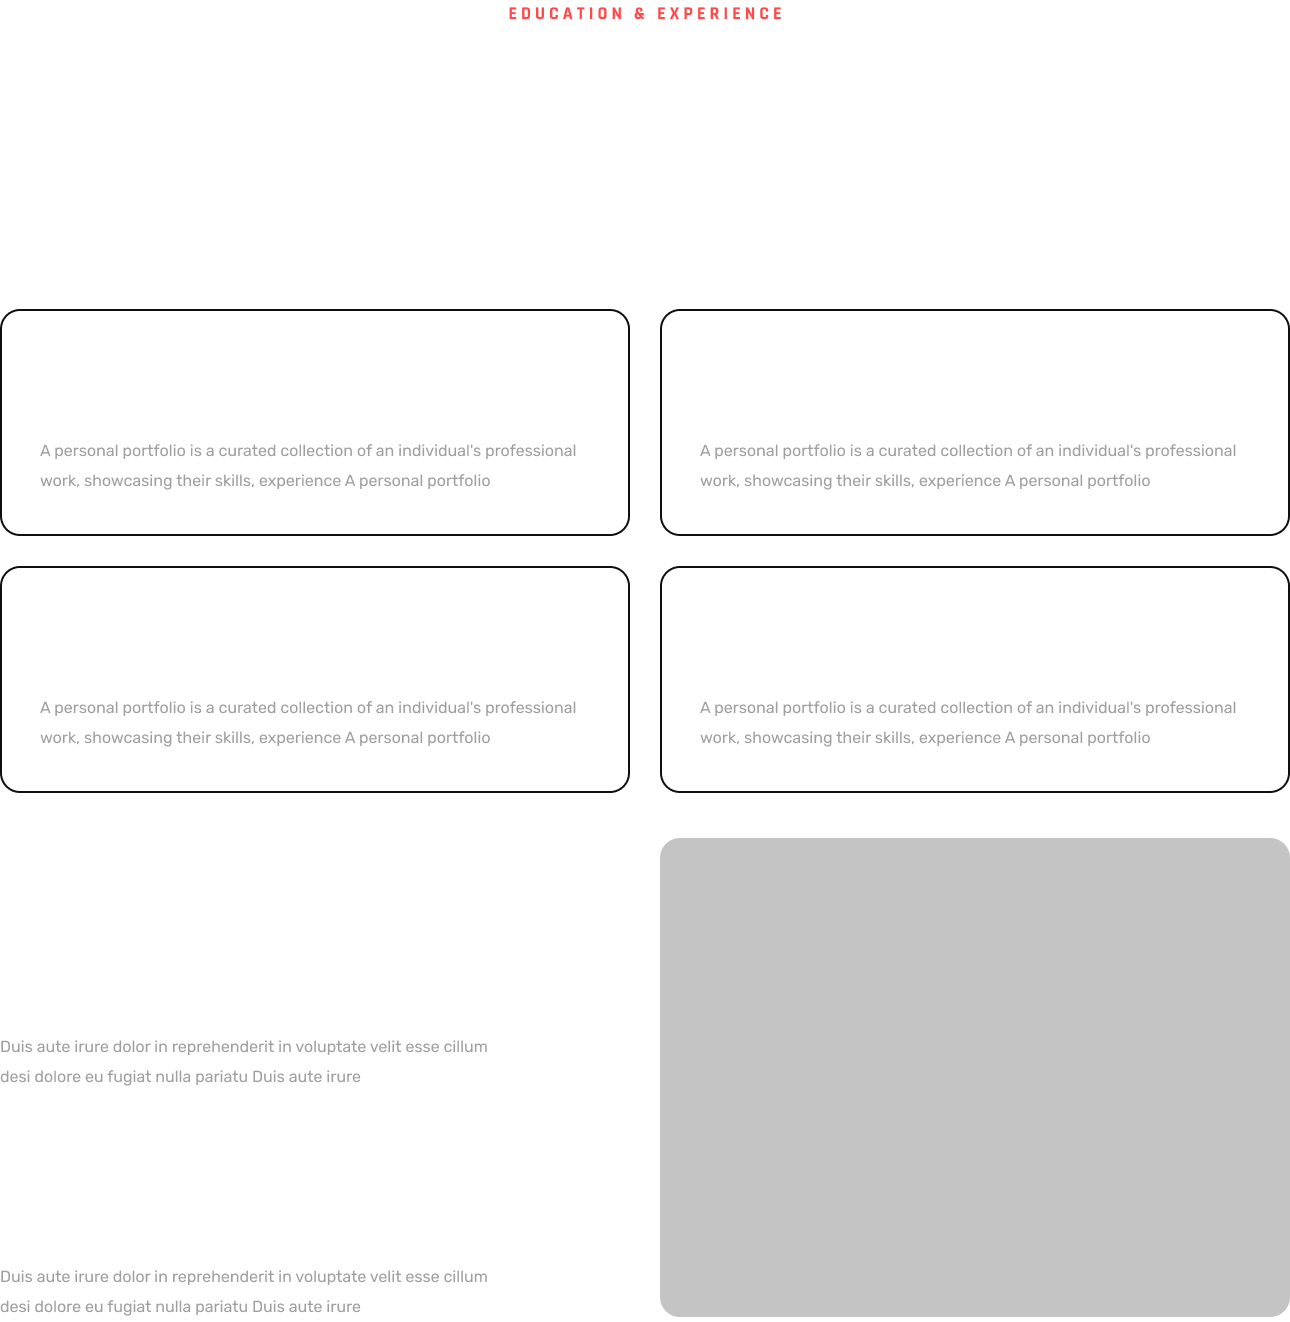 EDUCATION & EXPERIENCE
A personal portfolio is a curated collection of an individual's professional
work, showcasing their skills, experience A personal portfolio
A personal portfolio is a curated collection of an individual's professional
work, showcasing their skills, experience A personal portfolio
A personal portfolio is a curated collection of an individual's professional
work, showcasing their skills, experience A personal portfolio
A personal portfolio is a curated collection of an individual's professional
work, showcasing their skills, experience A personal portfolio
Duis aute irure dolor in reprehenderit in voluptate velit esse cillum
desi dolore eu fugiat nulla pariatu Duis aute irure
Duis aute irure dolor in reprehenderit in voluptate velit esse cillum
desi dolore eu fugiat nulla pariatu Duis aute irure